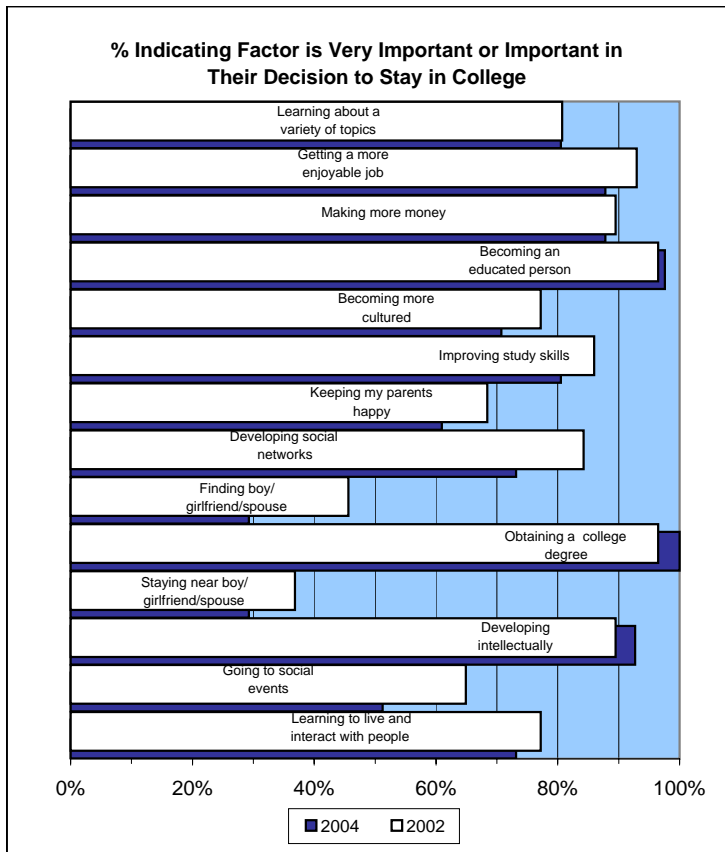 % Indicating Factor is Very Important or Important in
Their Decision to Stay in College
Learning about a
variety of topics
Getting a more
enjoyable job
Making more money
Becoming an
educated person
Becoming more
cultured
Improving study skills
Keeping my parents
happy
Developing social
networks
Finding boy/
girlfriend/spouse
Obtaining a college
degree
Staying near boy/
girlfriend/spouse
Developing
intellectually
Going to social
events
Learning to live and
interact with people
0% 20% 40% 60% 80% 100%
2004 2002